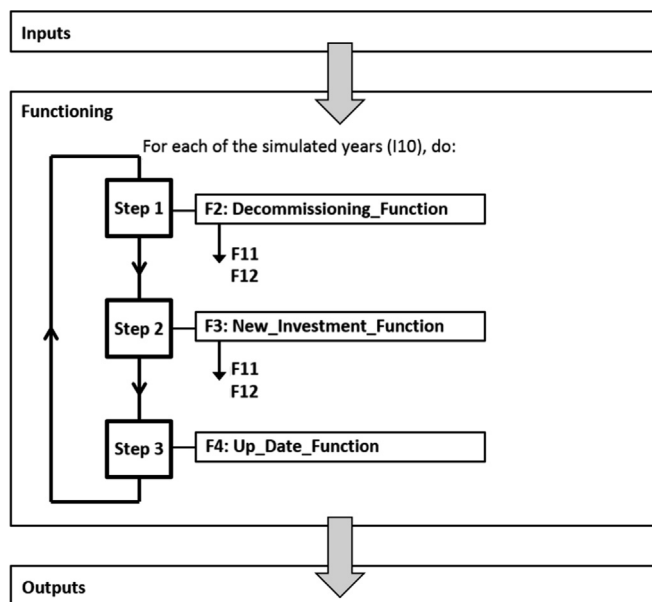 Inputs
Functioning
For each of the simulated years (I10), do:
Step 1
F2: Decommissioning_Function
F11
F12
Step 2
F3: New_Investment_Function
F11
F12
Step 3
F4: Up_Date_Function
Outputs